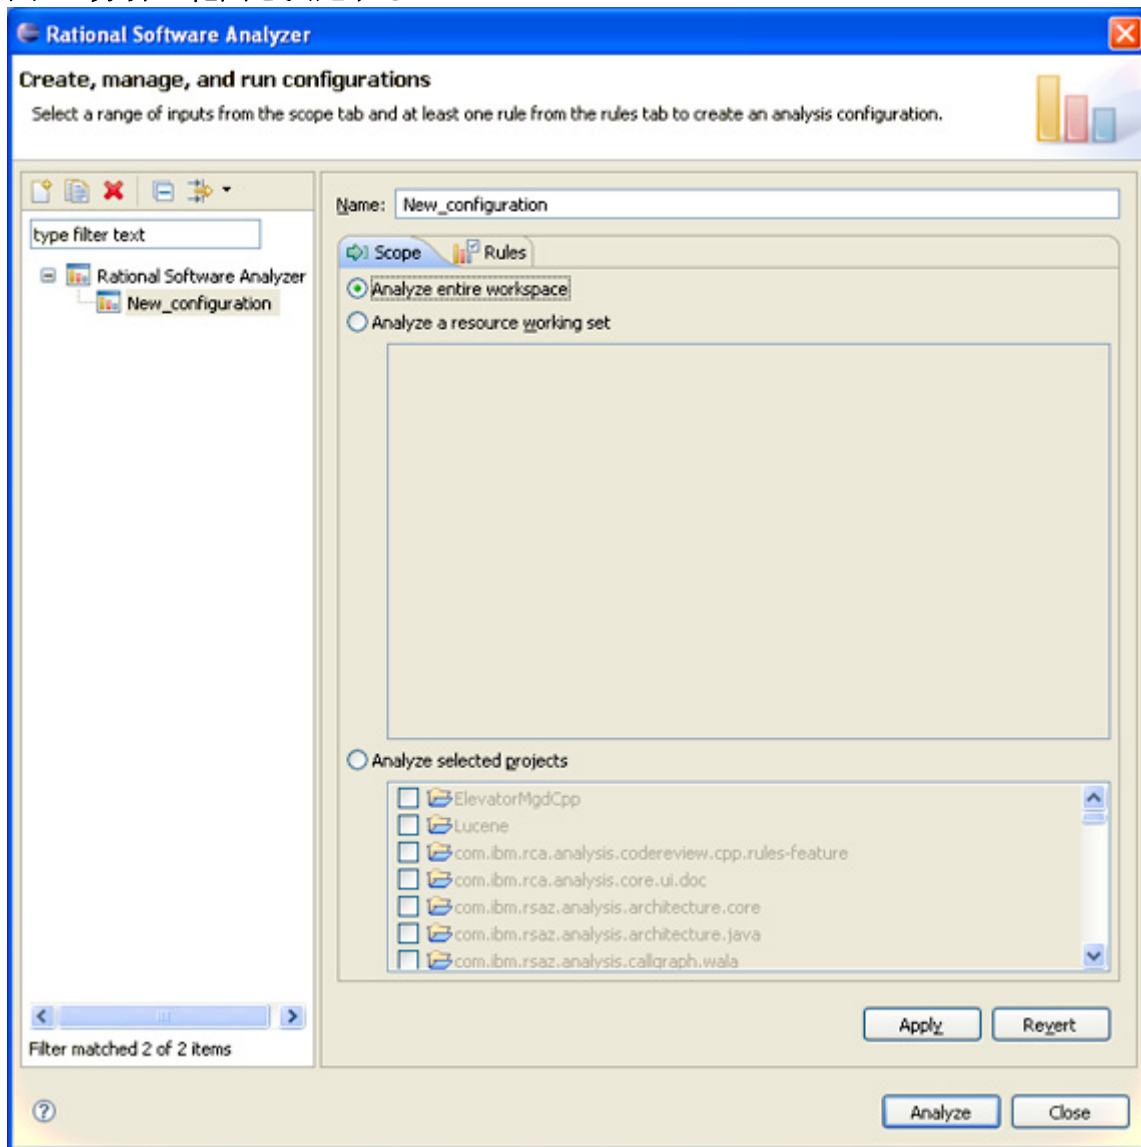 Rational Software Analyzer
Create, manage, and run configurations
Select a range of inputs from the scope tab and at least one rule from the rules tab to create an analysis configuration.
type filter text
Rational Software Analyzer
New_configuration
Filter matched 2 of 2 items
Name: New_configuration
Scope
Rules
Analyze entire workspace
Analyze a resource working set
Analyze selected projects
ElevatorMgdCpp
Lucene
com.ibm.rca.analysis.codereview.cpp.rules-feature
com.ibm.rca.analysis.core.ui.doc
com.ibm.rsaz.analysis.architecture.core
com.ibm.rsaz.analysis.architecture.java
com.ibm.rsaz.analysis.callgraph.wala
Apply
Revert
?
Analyze
Close